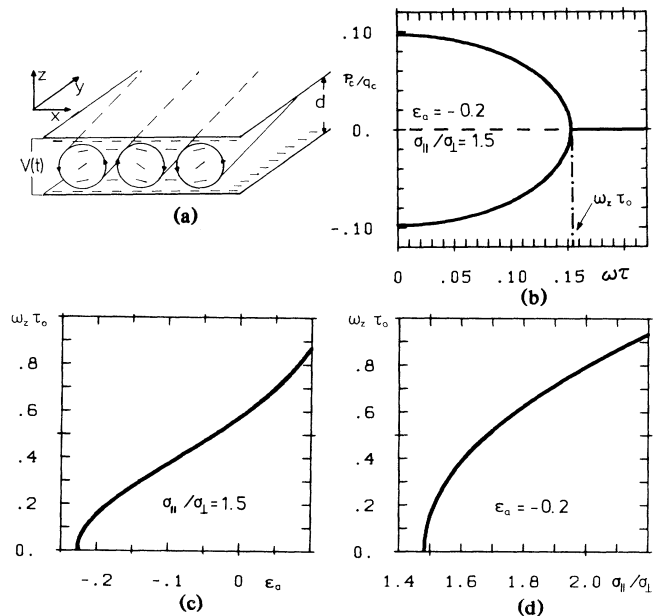 z
y
x
d
V(t)
(a)
.10
0.
-.10
P_c/q_c
ε_a = -0.2
σ_∥/σ_⊥ = 1.5
ω_z τ_o
0 .05 .10 .15 ωτ
(b)
ω_z τ_o
.8
.6
.4
.2
0.
σ_∥/σ_⊥ = 1.5
-.2 -.1 0 ε_a
(c)
ω_z τ_o
.8
.6
.4
.2
0.
ε_a = -0.2
1.4 1.6 1.8 2.0 σ_∥/σ_⊥
(d)